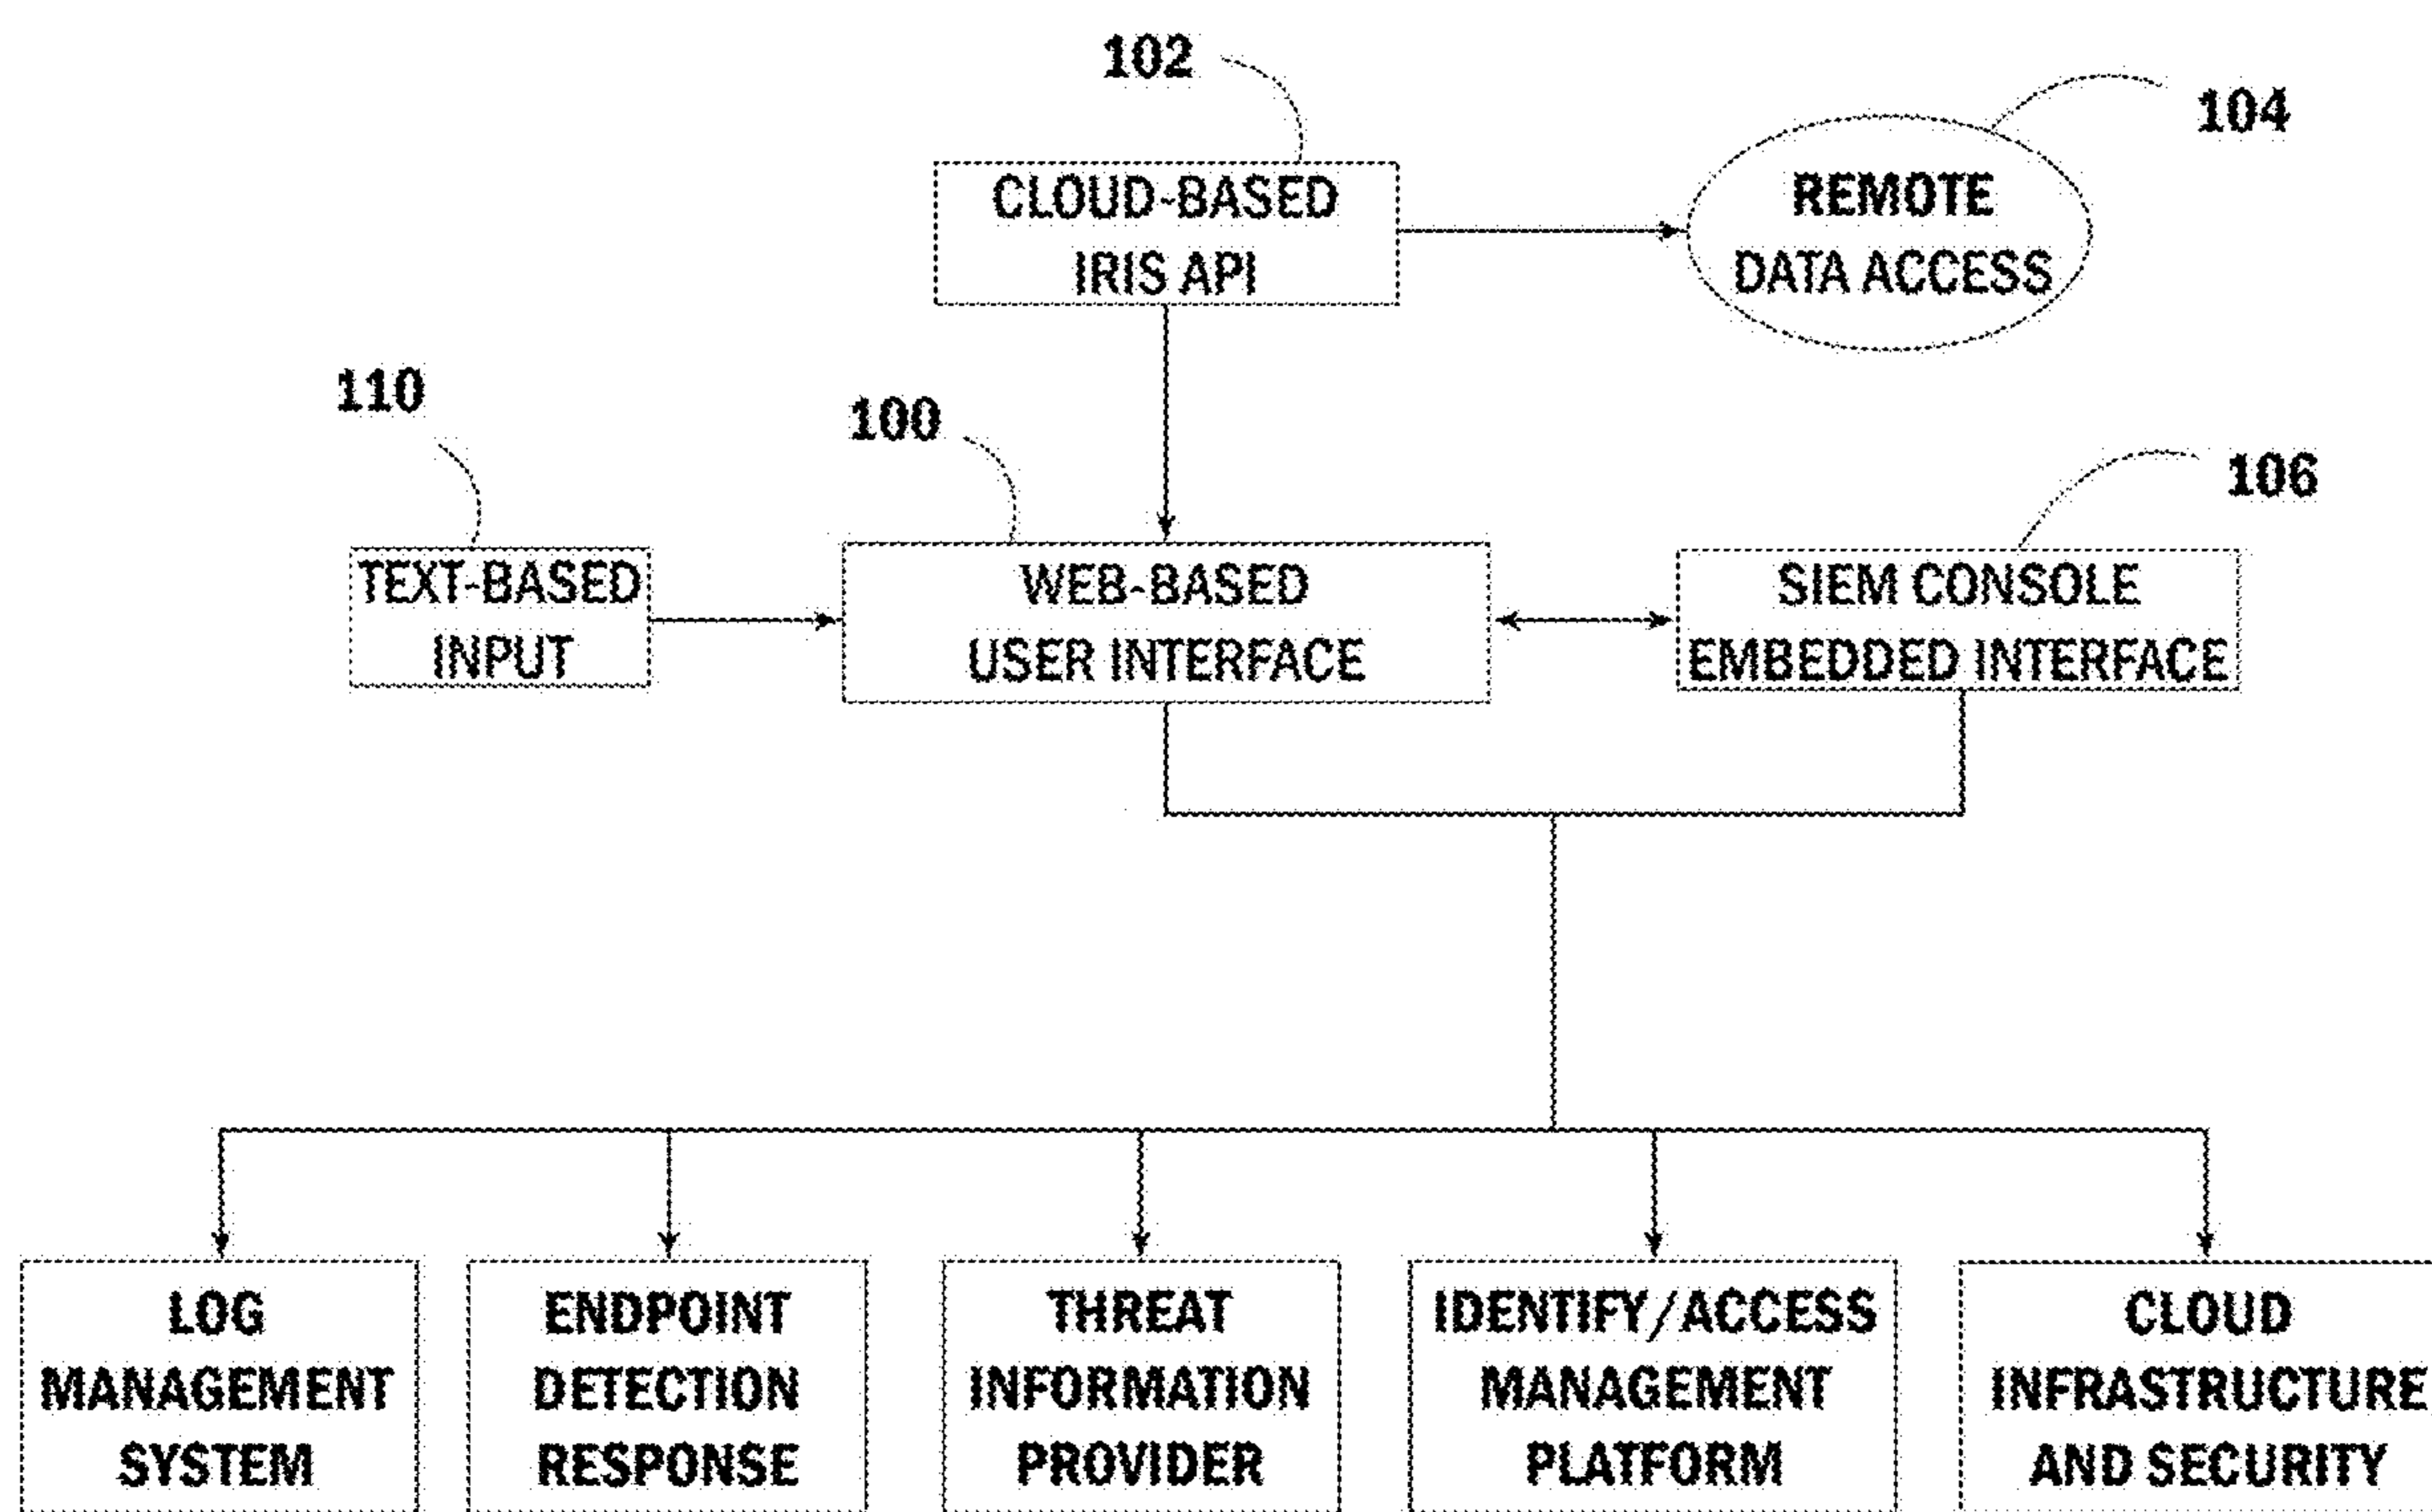 102
104
CLOUD-BASED
IRIS API
REMOTE
DATA ACCESS
110
100
106
TEXT-BASED
INPUT
WEB-BASED
USER INTERFACE
SIEM CONSOLE
EMBEDDED INTERFACE
LOG
MANAGEMENT
SYSTEM
ENDPOINT
DETECTION
RESPONSE
THREAT
INFORMATION
PROVIDER
IDENTIFY/ACCESS
MANAGEMENT
PLATFORM
CLOUD
INFRASTRUCTURE
AND SECURITY